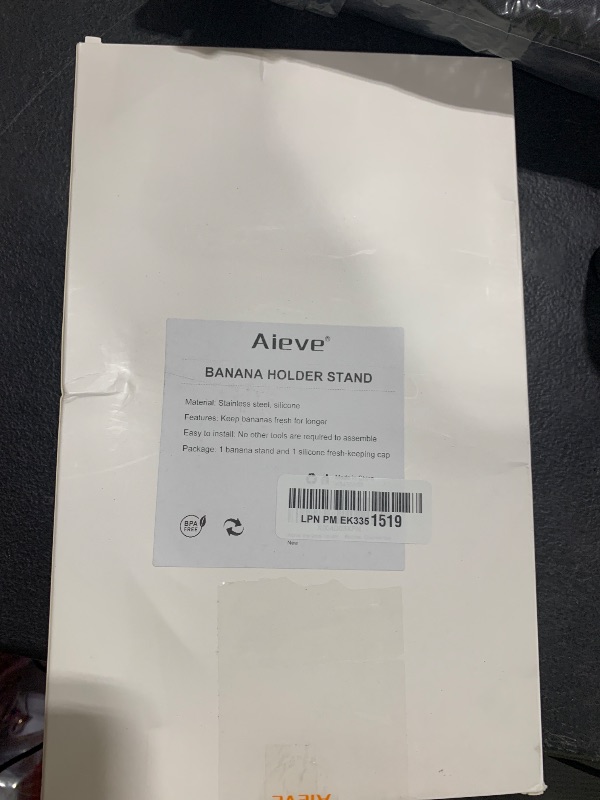 Aieve®
BANANA HOLDER STAND
Material: Stainless steel, silicone
Features: Keep bananas fresh for longer
Easy to install: No other tools are required to assemble
Package: 1 banana stand and 1 silicone fresh-keeping cap
BPA
FREE
LPN PM EK3351519
New
AIEVE